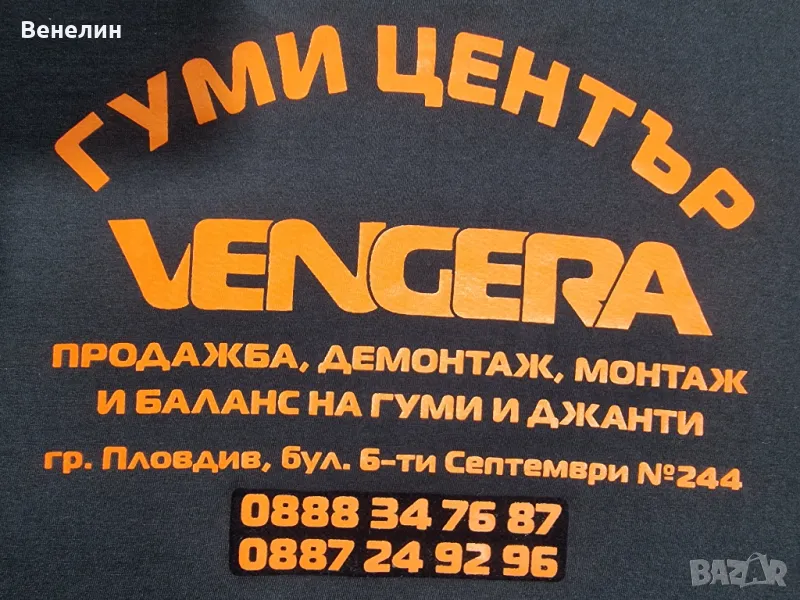 Венелин
ГУМИ ЦЕНТЪР
VENGERA
ПРОДАЖБА, ДЕМОНТАЖ, МОНТАЖ
И БАЛАНС НА ГУМИ И ДЖАНТИ
гр. Пловдив, бул. 6-ти Септември №244
0888 34 76 87
0887 24 92 96
BAZAR